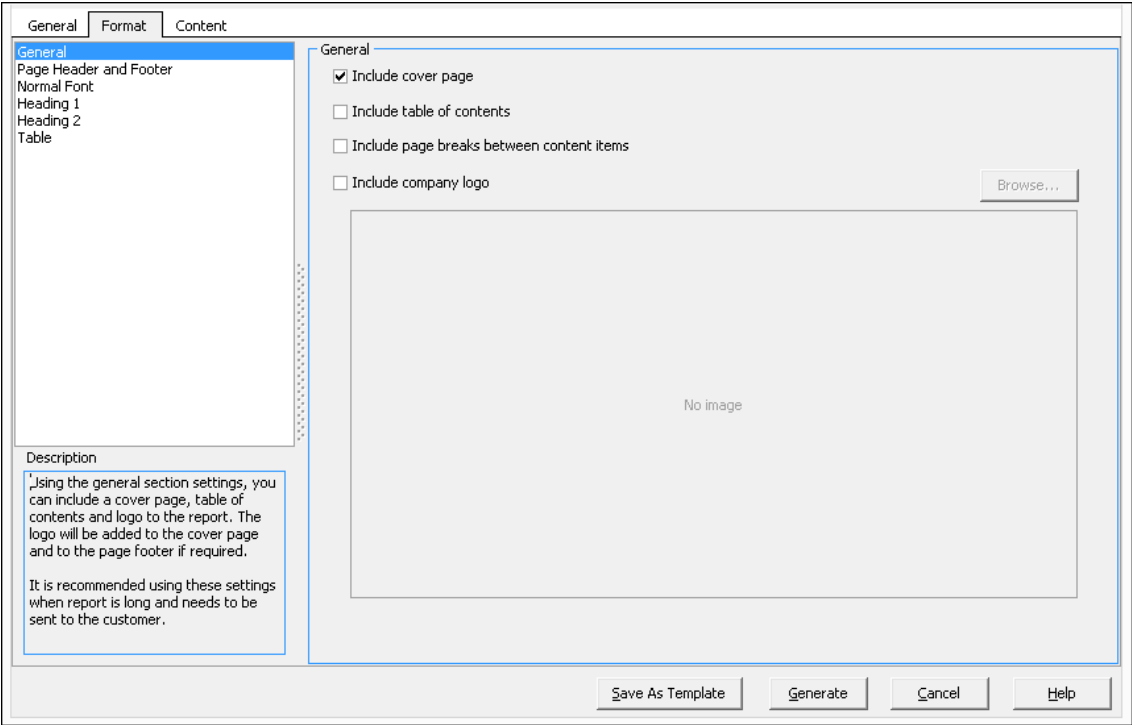 General Format Content
General
Page Header and Footer
Normal Font
Heading 1
Heading 2
Table
Description
Using the general section settings, you
can include a cover page, table of
contents and logo to the report. The
logo will be added to the cover page
and to the page footer if required.
It is recommended using these settings
when report is long and needs to be
sent to the customer.
General
Include cover page
Include table of contents
Include page breaks between content items
Include company logo
Browse...
No image
Save As Template Generate Cancel Help